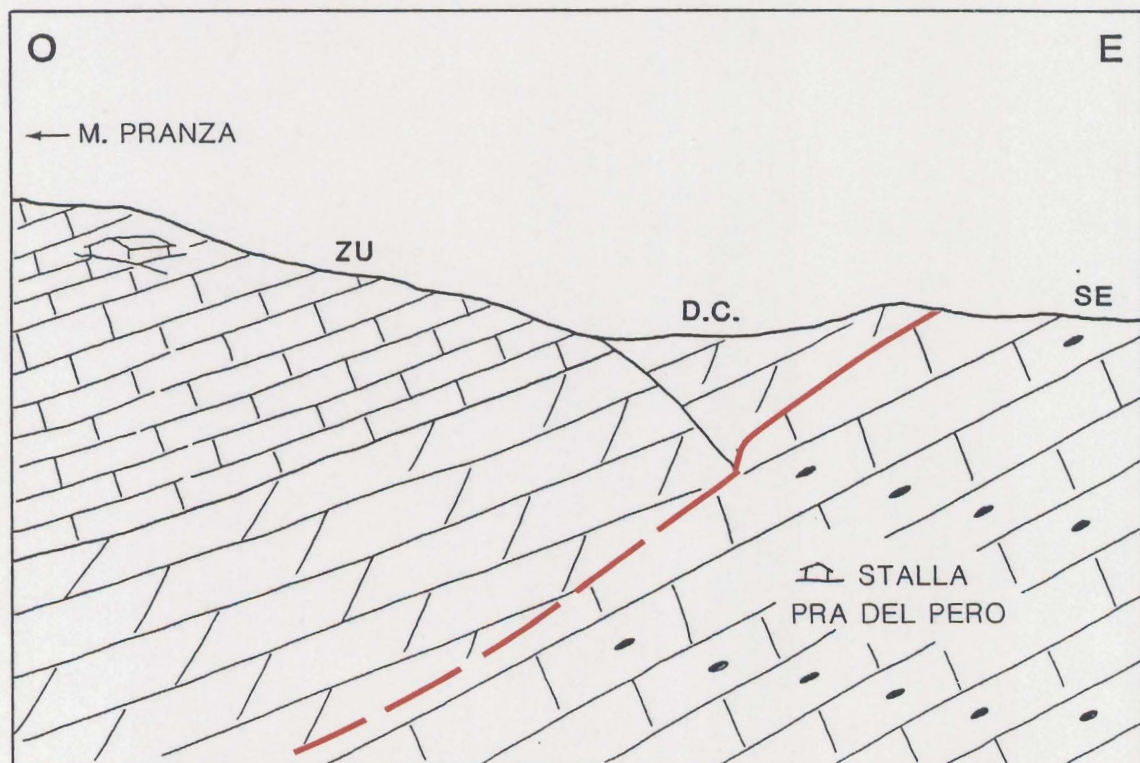 O
E
← M. PRANZA
ZU
D.C.
SE
STALLA
PRA DEL PERO